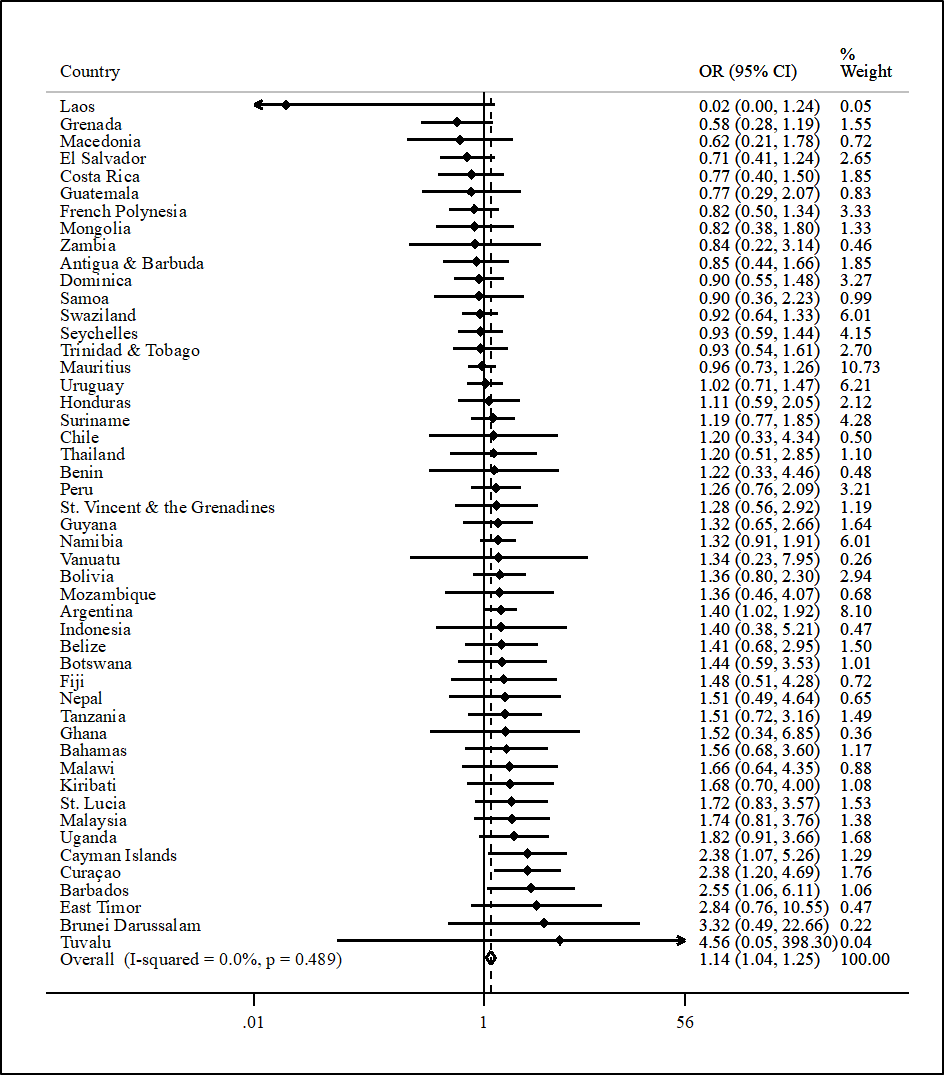 %
Country OR (95% CI) Weight
Laos 0.02 (0.00, 1.24) 0.05
Grenada 0.58 (0.28, 1.19) 1.55
Macedonia 0.62 (0.21, 1.78) 0.72
El Salvador 0.71 (0.41, 1.24) 2.65
Costa Rica 0.77 (0.40, 1.50) 1.85
Guatemala 0.77 (0.29, 2.07) 0.83
French Polynesia 0.82 (0.50, 1.34) 3.33
Mongolia 0.82 (0.38, 1.80) 1.33
Zambia 0.84 (0.22, 3.14) 0.46
Antigua & Barbuda 0.85 (0.44, 1.66) 1.85
Dominica 0.90 (0.55, 1.48) 3.27
Samoa 0.90 (0.36, 2.23) 0.99
Swaziland 0.92 (0.64, 1.33) 6.01
Seychelles 0.93 (0.59, 1.44) 4.15
Trinidad & Tobago 0.93 (0.54, 1.61) 2.70
Mauritius 0.96 (0.73, 1.26) 10.73
Uruguay 1.02 (0.71, 1.47) 6.21
Honduras 1.11 (0.59, 2.05) 2.12
Suriname 1.19 (0.77, 1.85) 4.28
Chile 1.20 (0.33, 4.34) 0.50
Thailand 1.20 (0.51, 2.85) 1.10
Benin 1.22 (0.33, 4.46) 0.48
Peru 1.26 (0.76, 2.09) 3.21
St. Vincent & the Grenadines 1.28 (0.56, 2.92) 1.19
Guyana 1.32 (0.65, 2.66) 1.64
Namibia 1.32 (0.91, 1.91) 6.01
Vanuatu 1.34 (0.23, 7.95) 0.26
Bolivia 1.36 (0.80, 2.30) 2.94
Mozambique 1.36 (0.46, 4.07) 0.68
Argentina 1.40 (1.02, 1.92) 8.10
Indonesia 1.40 (0.38, 5.21) 0.47
Belize 1.41 (0.68, 2.95) 1.50
Botswana 1.44 (0.59, 3.53) 1.01
Fiji 1.48 (0.51, 4.28) 0.72
Nepal 1.51 (0.49, 4.64) 0.65
Tanzania 1.51 (0.72, 3.16) 1.49
Ghana 1.52 (0.34, 6.85) 0.36
Bahamas 1.56 (0.68, 3.60) 1.17
Malawi 1.66 (0.64, 4.35) 0.88
Kiribati 1.68 (0.70, 4.00) 1.08
St. Lucia 1.72 (0.83, 3.57) 1.53
Malaysia 1.74 (0.81, 3.76) 1.38
Uganda 1.82 (0.91, 3.66) 1.68
Cayman Islands 2.38 (1.07, 5.26) 1.29
Curaçao 2.38 (1.20, 4.69) 1.76
Barbados 2.55 (1.06, 6.11) 1.06
East Timor 2.84 (0.76, 10.55) 0.47
Brunei Darussalam 3.32 (0.49, 22.66) 0.22
Tuvalu 4.56 (0.05, 398.30) 0.04
Overall (I-squared = 0.0%, p = 0.489) 1.14 (1.04, 1.25) 100.00
.01 1 56